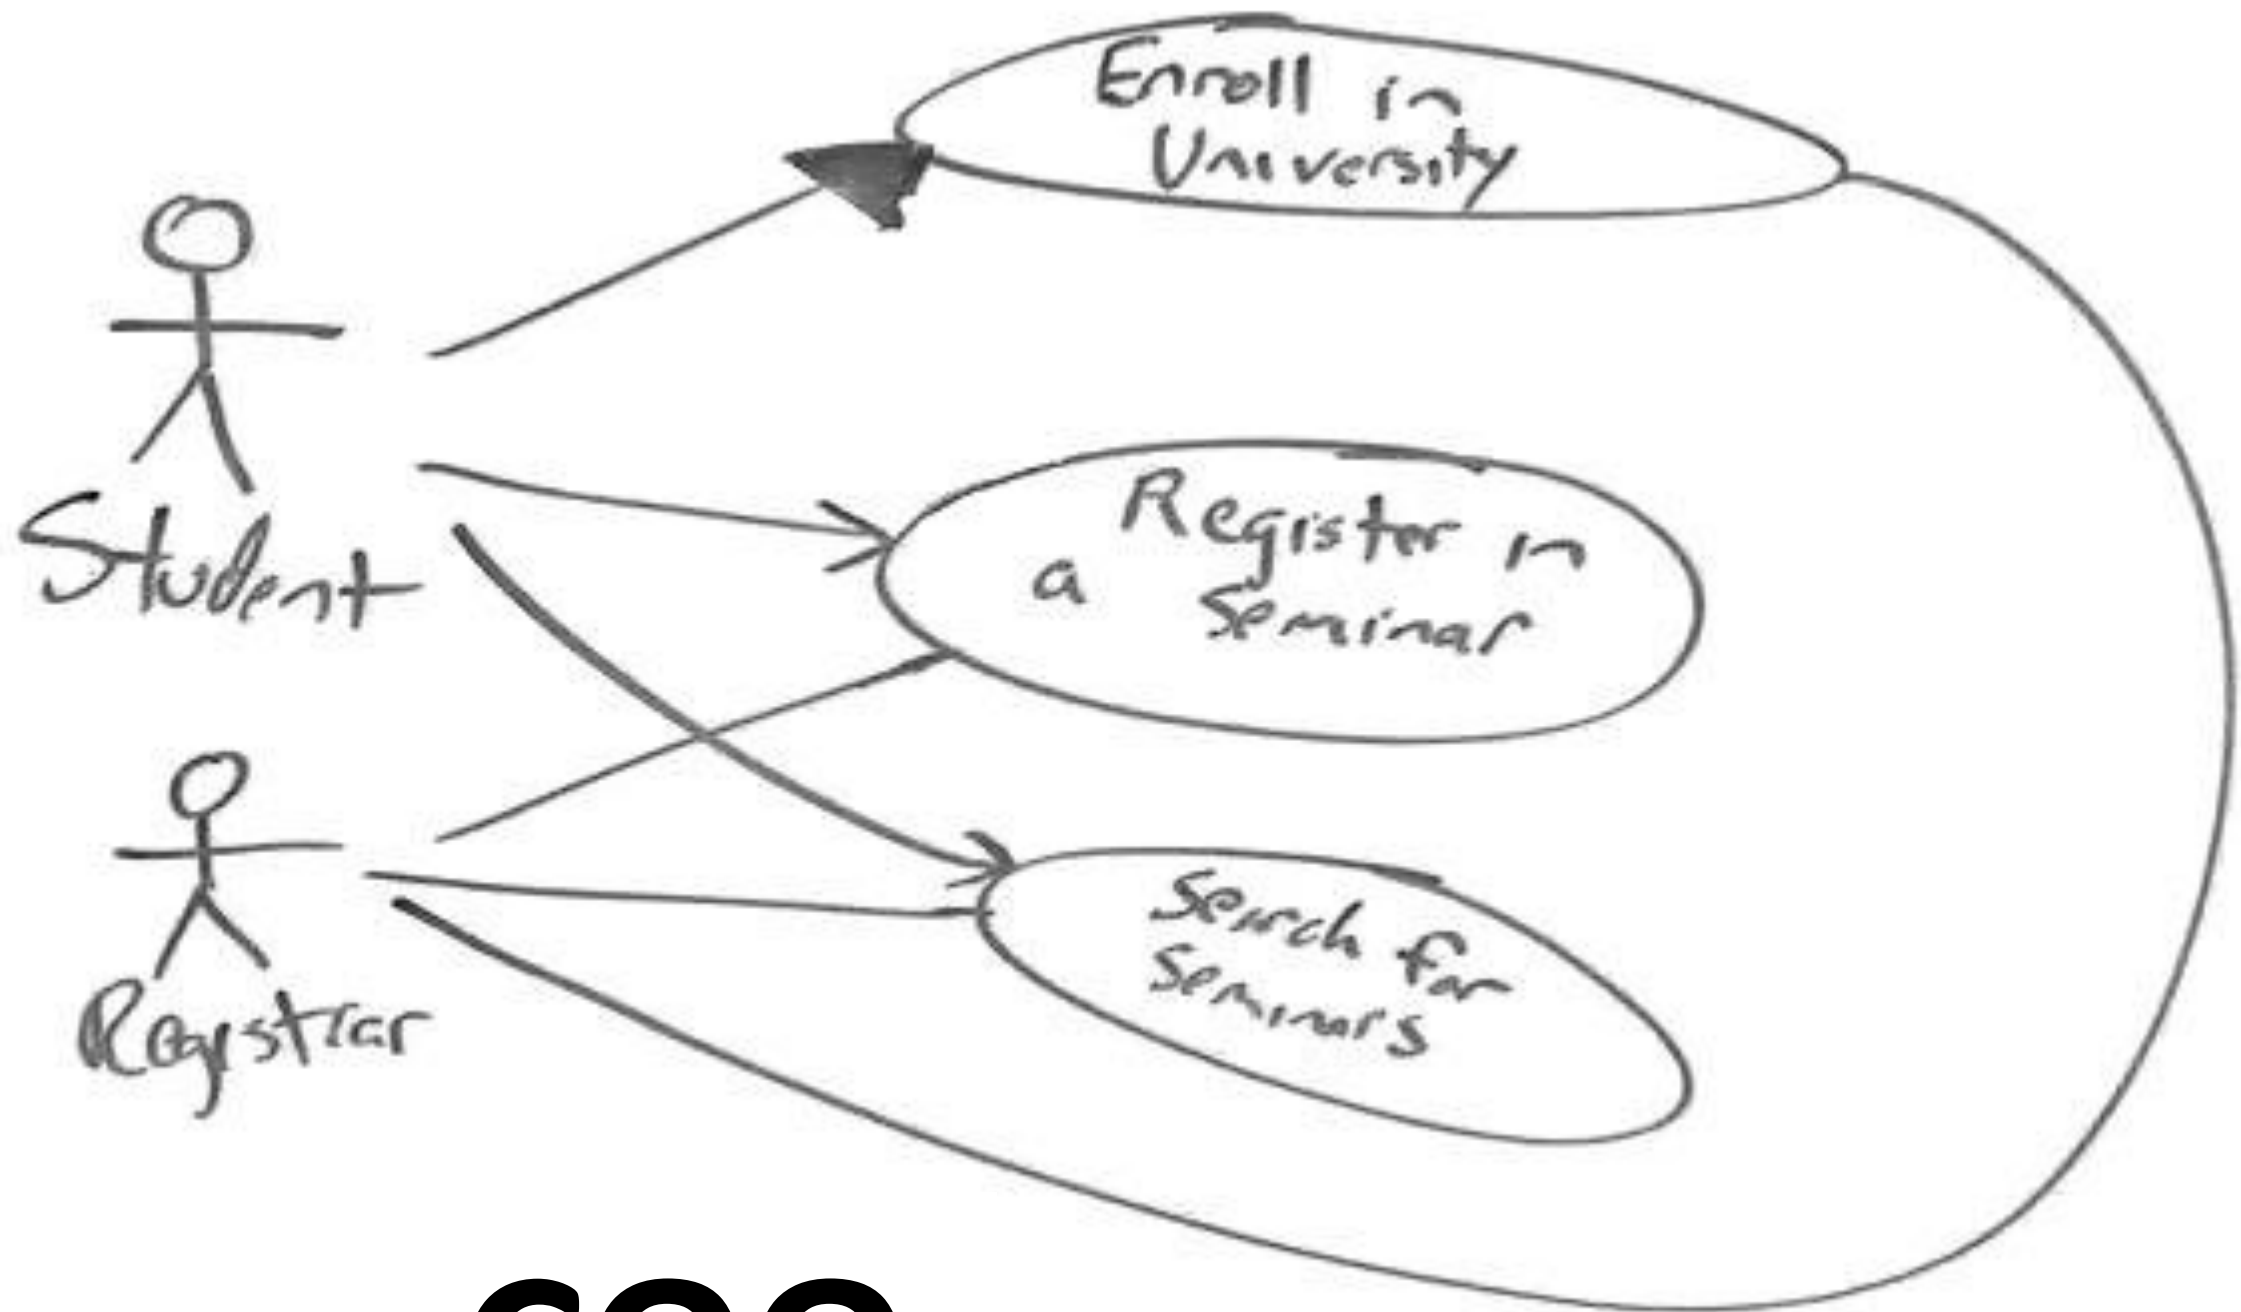 Enroll in
University
Student
Register in
a Seminar
Registrar
Search for
Seminars